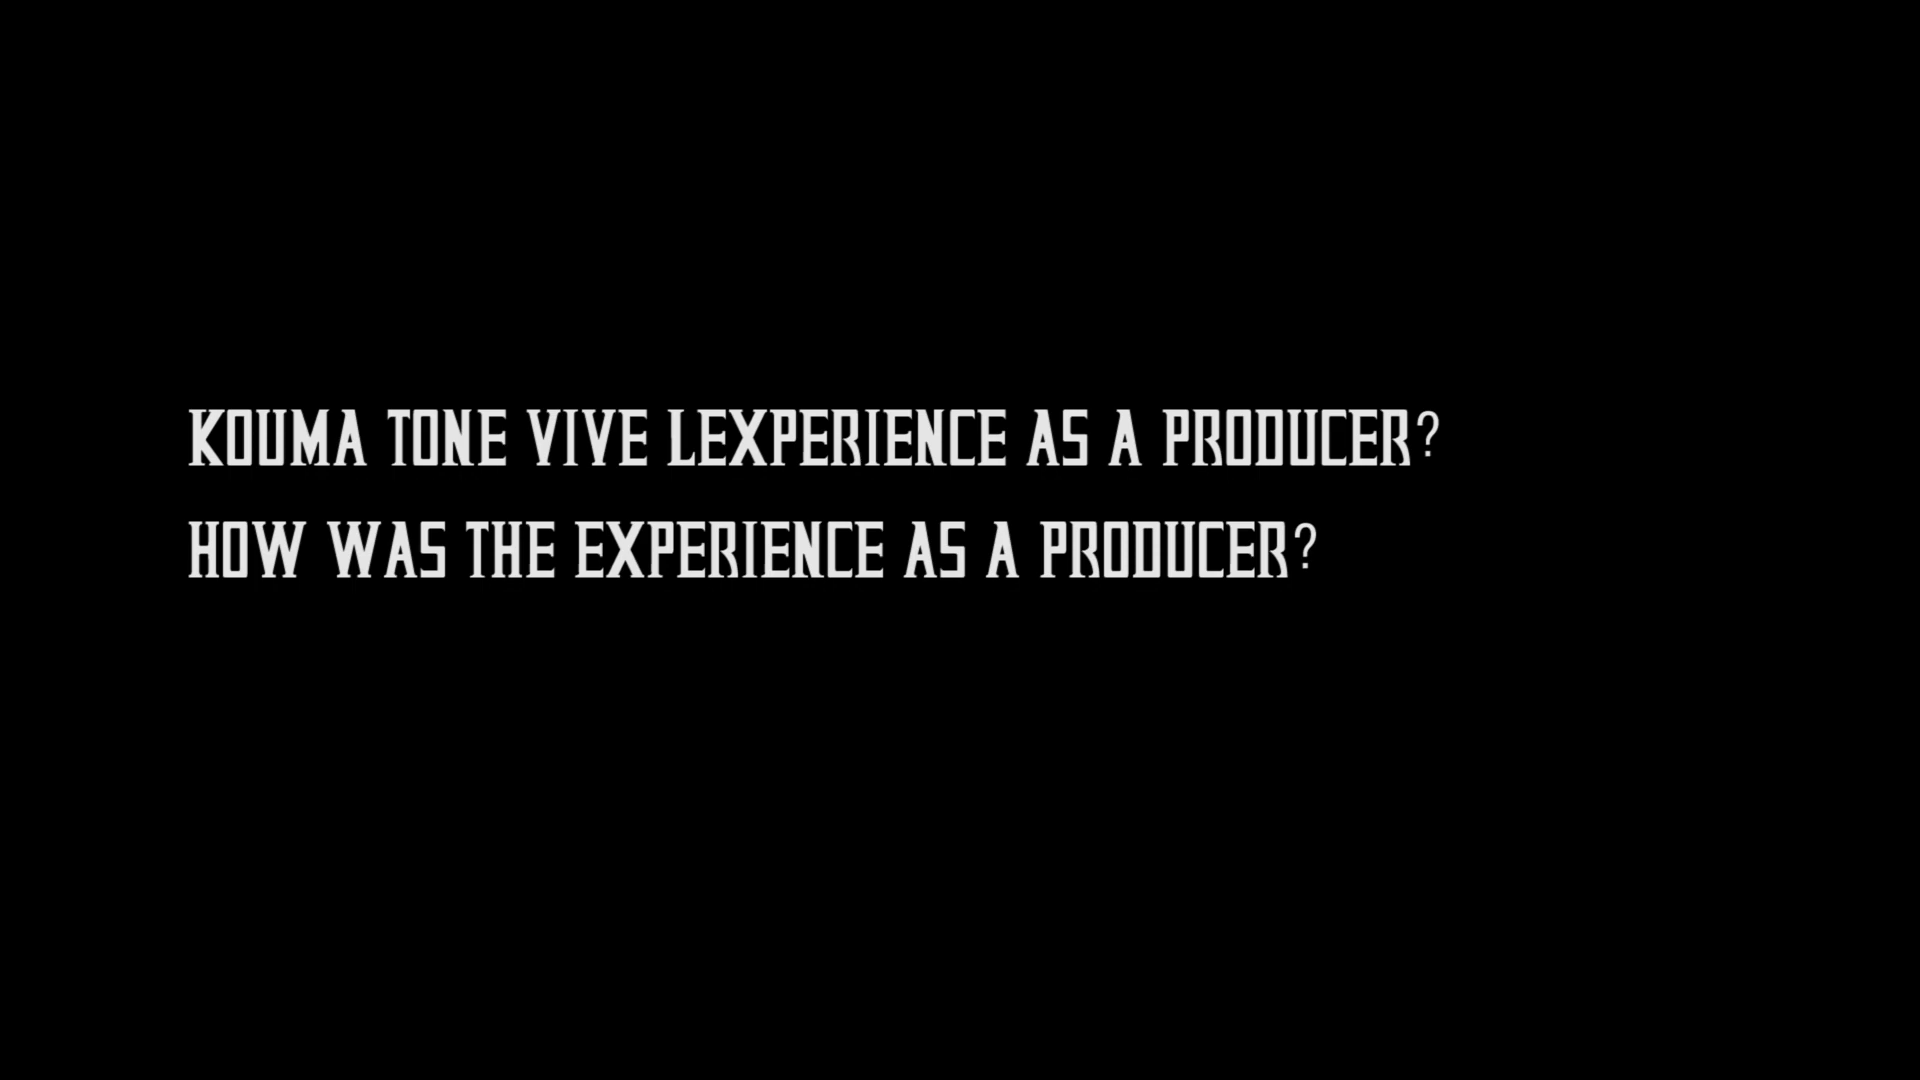 KOUMA TONE VIVE LEXPERIENCE AS A PRODUCER?
HOW WAS THE EXPERIENCE AS A PRODUCER?